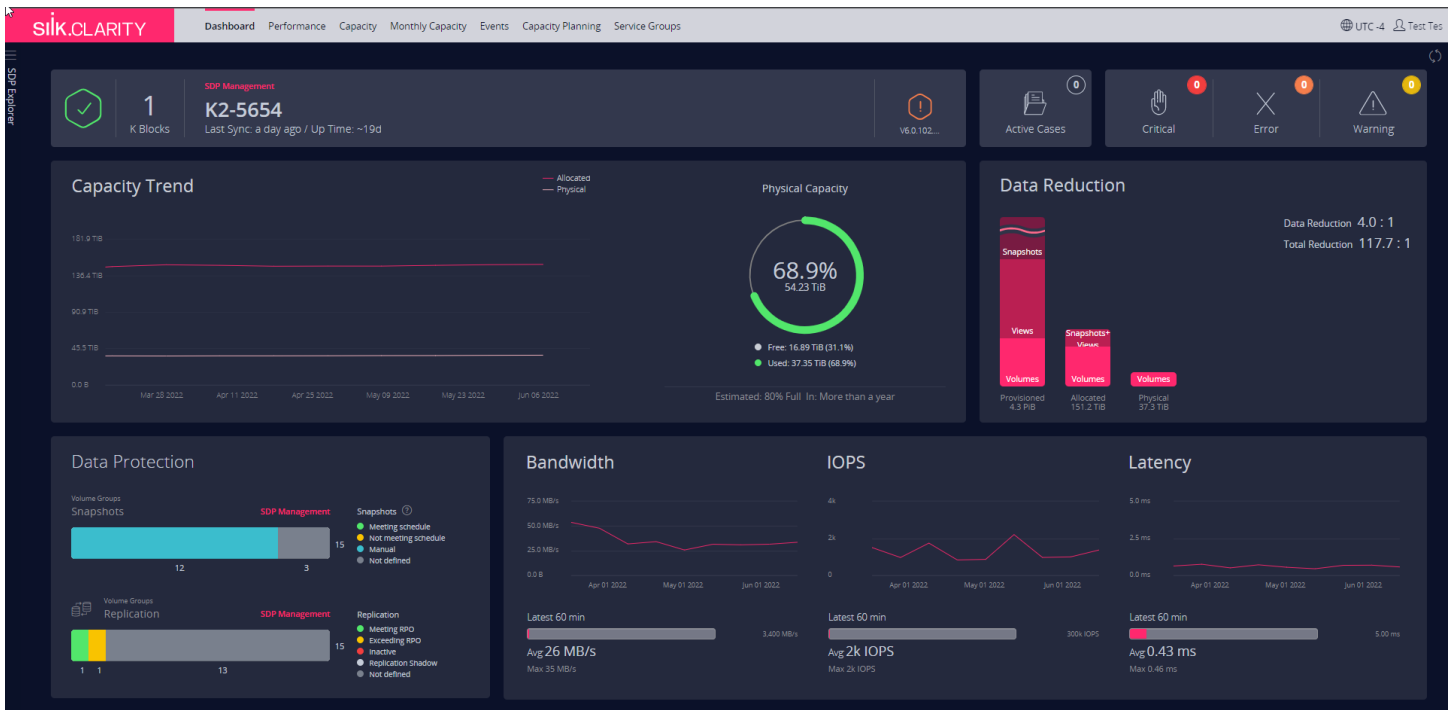 SILK.CLARITY
Dashboard Performance Capacity Monthly Capacity Events Capacity Planning Service Groups
UTC -4 Test Tes
SDP Explorer
1
K Blocks
SDP Management
K2-5654
Last Sync: a day ago / Up Time: ~19d
V6.0.102...
0
Active Cases
0
Critical
0
Error
0
Warning
Capacity Trend
Allocated
Physical
151.9 TiB
136.4 TiB
90.9 TiB
45.5 TiB
0.0 B
Mar 28 2022 Apr 11 2022 Apr 25 2022 May 09 2022 May 23 2022 Jun 06 2022
Physical Capacity
68.9%
54.23 TiB
Free: 16.89 TiB (31.1%)
Used: 37.35 TiB (68.9%)
Estimated: 80% Full In: More than a year
Data Reduction
Data Reduction 4.0 : 1
Total Reduction 117.7 : 1
Snapshots
Views
Volumes
Provisioned
4.3 PiB
Snapshots+
Views
Volumes
Allocated
151.2 TiB
Volumes
Physical
37.3 TiB
Data Protection
Volume Groups
Snapshots SDP Management
15
12 3
Snapshots ?
Meeting schedule
Not meeting schedule
Manual
Not defined
Volume Groups
Replication SDP Management
15
1 1 13
Replication
Meeting RPO
Exceeding RPO
Inactive
Replication Shadow
Not defined
Bandwidth
75.0 MB/s
50.0 MB/s
25.0 MB/s
0.0 B
Apr 01 2022 May 01 2022 Jun 01 2022
Latest 60 min
3,400 MB/s
Avg 26 MB/s
Max 35 MB/s
IOPS
4k
2k
0
Apr 01 2022 May 01 2022 Jun 01 2022
Latest 60 min
300k IOPS
Avg 2k IOPS
Max 2k IOPS
Latency
5.0 ms
2.5 ms
0.0 ms
Apr 01 2022 May 01 2022 Jun 01 2022
Latest 60 min
5.00 ms
Avg 0.43 ms
Max 0.46 ms